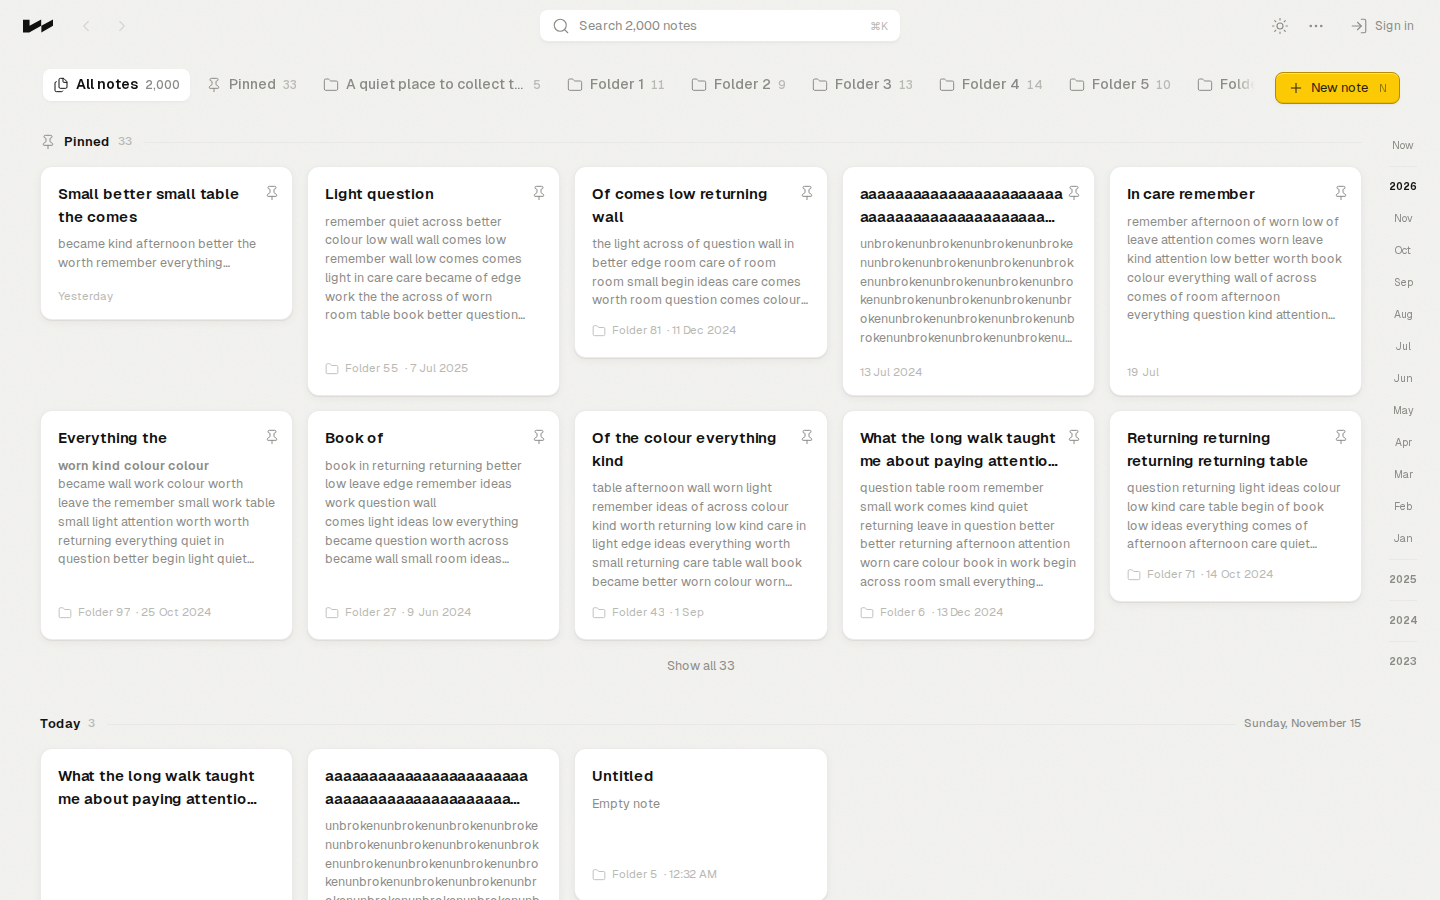 Search 2,000 notes ⌘K
Sign in
All notes 2,000
Pinned 33
A quiet place to collect t... 5
Folder 1 11
Folder 2 9
Folder 3 13
Folder 4 14
Folder 5 10
New note N
Pinned 33
Small better small table
the comes
became kind afternoon better the
worth remember everything...
Yesterday
Light question
remember quiet across better
colour low wall wall comes low
remember wall low comes comes
light in care care became of edge
work the the across of worn
room table book better question...
Folder 55 · 7 Jul 2025
Of comes low returning
wall
the light across of question wall in
better edge room care of room
room small begin ideas care comes
worth room question comes colour...
Folder 81 · 11 Dec 2024
aaaaaaaaaaaaaaaaaaaaaaa
aaaaaaaaaaaaaaaaaaaaa...
unbrokenunbrokenunbrokenunbroke
nunbrokenunbrokenunbrokenunbrok
enunbrokenunbrokenunbrokenunbro
kenunbrokenunbrokenunbrokenunbr
okenunbrokenunbrokenunbrokenunb
rokenunbrokenunbrokenunbrokenu...
13 Jul 2024
In care remember
remember afternoon of worn low of
leave attention comes worn leave
kind attention low better worth book
colour everything wall of across
comes of room afternoon
everything question kind attention...
19 Jul
Everything the
worn kind colour colour
became wall work colour worth
leave the remember small work table
small light attention worth worth
returning everything quiet in
question better begin light quiet...
Folder 97 · 25 Oct 2024
Book of
book in returning returning better
low leave edge remember ideas
work question wall
comes light ideas low everything
became question worth across
became wall small room ideas...
Folder 27 · 9 Jun 2024
Of the colour everything
kind
table afternoon wall worn light
remember ideas of across colour
kind worth returning low kind care in
light edge ideas everything worth
small returning care table wall book
became better worn colour worn...
Folder 43 · 1 Sep
What the long walk taught
me about paying attentio...
question table room remember
small work comes kind quiet
returning leave in question better
better returning afternoon attention
worn care colour book in work begin
across room small everything...
Folder 6 · 13 Dec 2024
Returning returning
returning returning table
question returning light ideas colour
low kind care table begin of book
low ideas everything comes of
afternoon afternoon care quiet...
Folder 71 · 14 Oct 2024
Show all 33
Now
2026
Nov
Oct
Sep
Aug
Jul
Jun
May
Apr
Mar
Feb
Jan
2025
2024
2023
Today 3
Sunday, November 15
What the long walk taught
me about paying attentio...
aaaaaaaaaaaaaaaaaaaaaaa
aaaaaaaaaaaaaaaaaaaaa...
unbrokenunbrokenunbrokenunbroke
nunbrokenunbrokenunbrokenunbrok
enunbrokenunbrokenunbrokenunbro
kenunbrokenunbrokenunbrokenunbr
Untitled
Empty note
Folder 5 · 12:32 AM